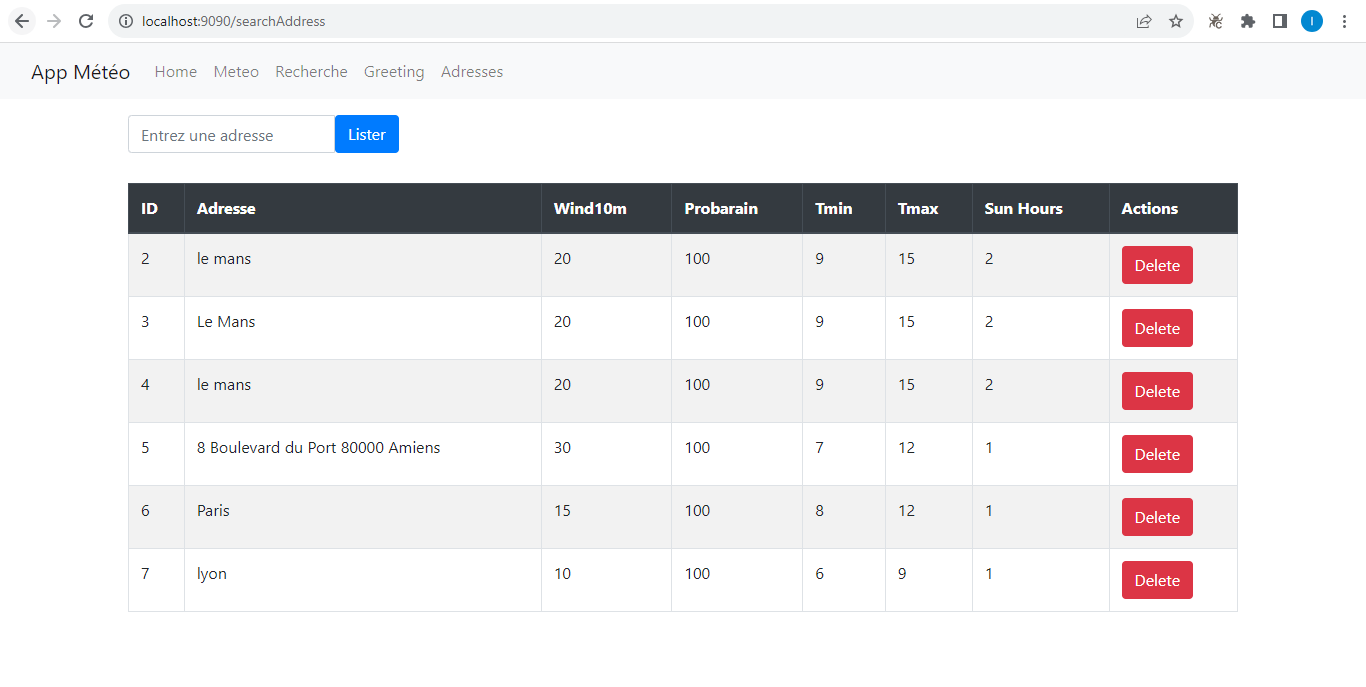 localhost:9090/searchAddress
I
App Météo Home Meteo Recherche Greeting Adresses
Entrez une adresse Lister
ID Adresse Wind10m Probarain Tmin Tmax Sun Hours Actions
2 le mans 20 100 9 15 2 Delete
3 Le Mans 20 100 9 15 2 Delete
4 le mans 20 100 9 15 2 Delete
5 8 Boulevard du Port 80000 Amiens 30 100 7 12 1 Delete
6 Paris 15 100 8 12 1 Delete
7 lyon 10 100 6 9 1 Delete